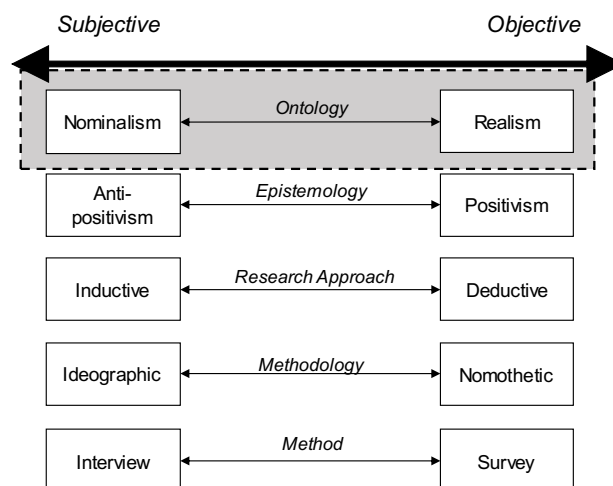 Subjective Objective
Nominalism Ontology Realism
Anti-
positivism Epistemology Positivism
Inductive Research Approach Deductive
Ideographic Methodology Nomothetic
Interview Method Survey